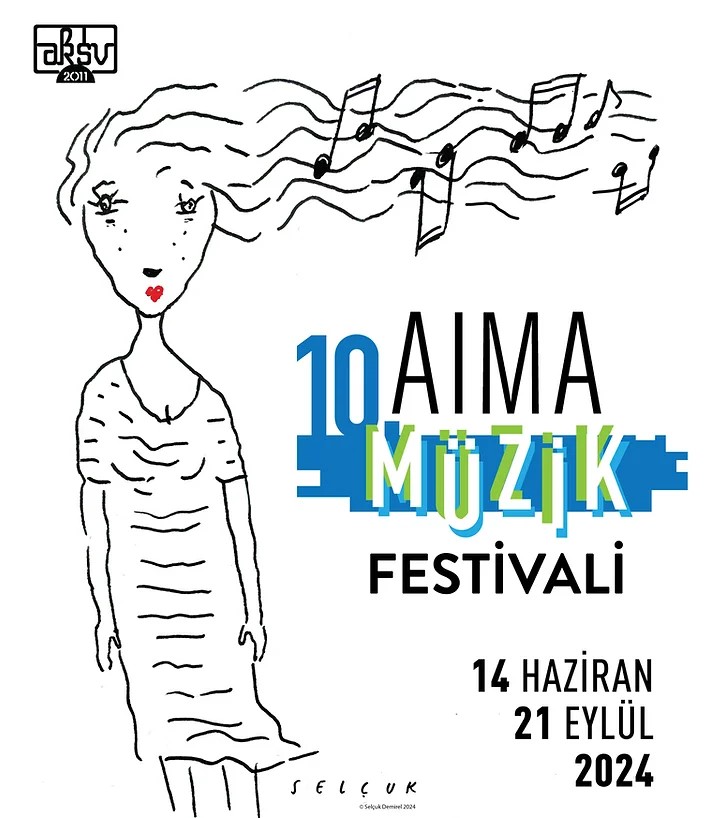 aksv
2011
10 AIMA
MÜZİK
FESTİVALİ
14 HAZİRAN
21 EYLÜL
2024
SELÇUK
© Selçuk Demirel 2024